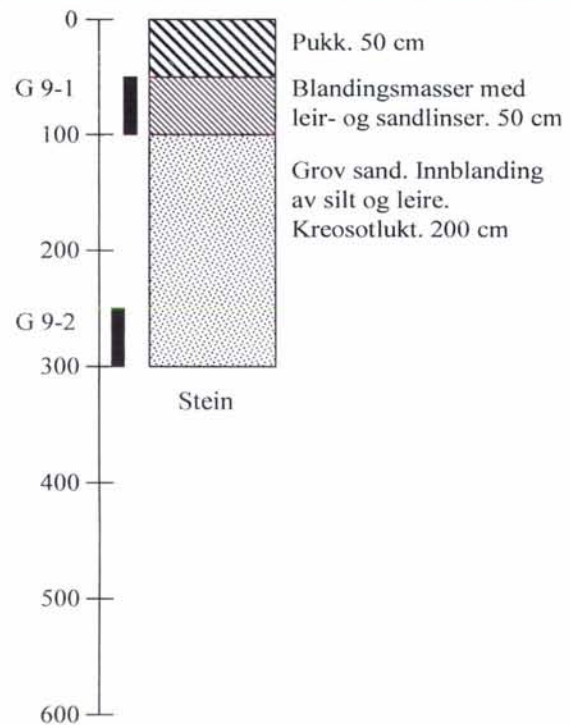 0
Pukk. 50 cm
G 9-1
Blandingsmasser med
leir- og sandlinser. 50 cm
100
Grov sand. Innblanding
av silt og leire.
Kreosotlukt. 200 cm
200
G 9-2
300
Stein
400
500
600